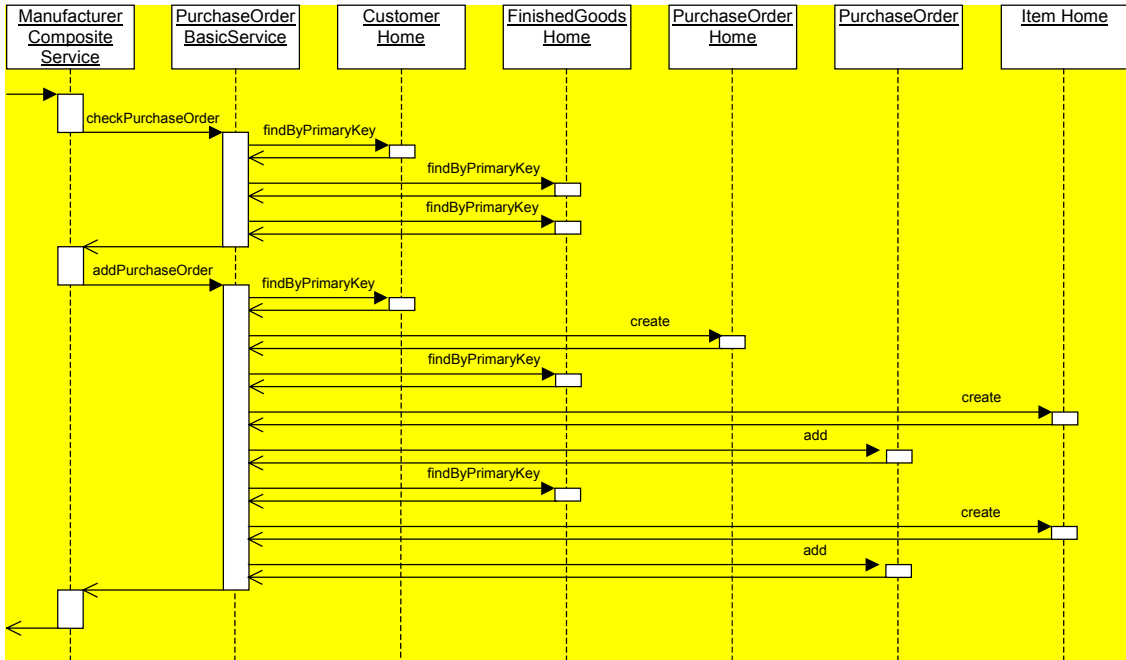 Manufacturer
Composite
Service
PurchaseOrder
BasicService
Customer
Home
FinishedGoods
Home
PurchaseOrder
Home
PurchaseOrder
Item Home
checkPurchaseOrder
findByPrimaryKey
findByPrimaryKey
findByPrimaryKey
addPurchaseOrder
findByPrimaryKey
create
findByPrimaryKey
create
add
findByPrimaryKey
create
add